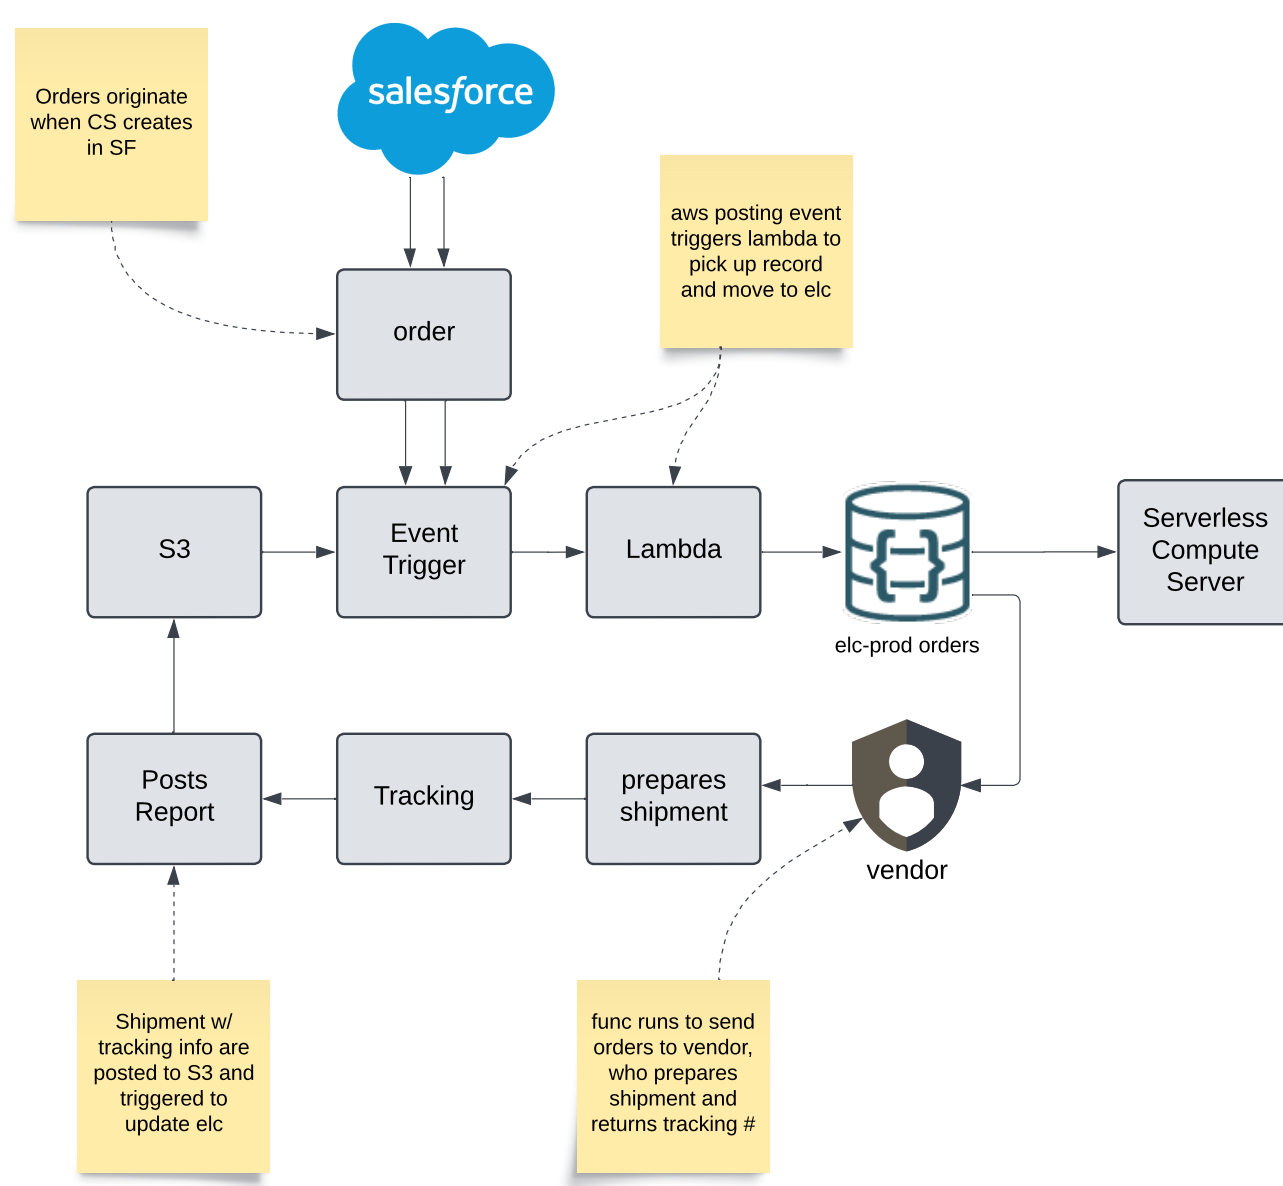 Orders originate
when CS creates
in SF
salesforce
aws posting event
triggers lambda to
pick up record
and move to elc
order
S3
Event
Trigger
Lambda
elc-prod orders
Serverless
Compute
Server
Posts
Report
Tracking
prepares
shipment
vendor
Shipment w/
tracking info are
posted to S3 and
triggered to
update elc
func runs to send
orders to vendor,
who prepares
shipment and
returns tracking #